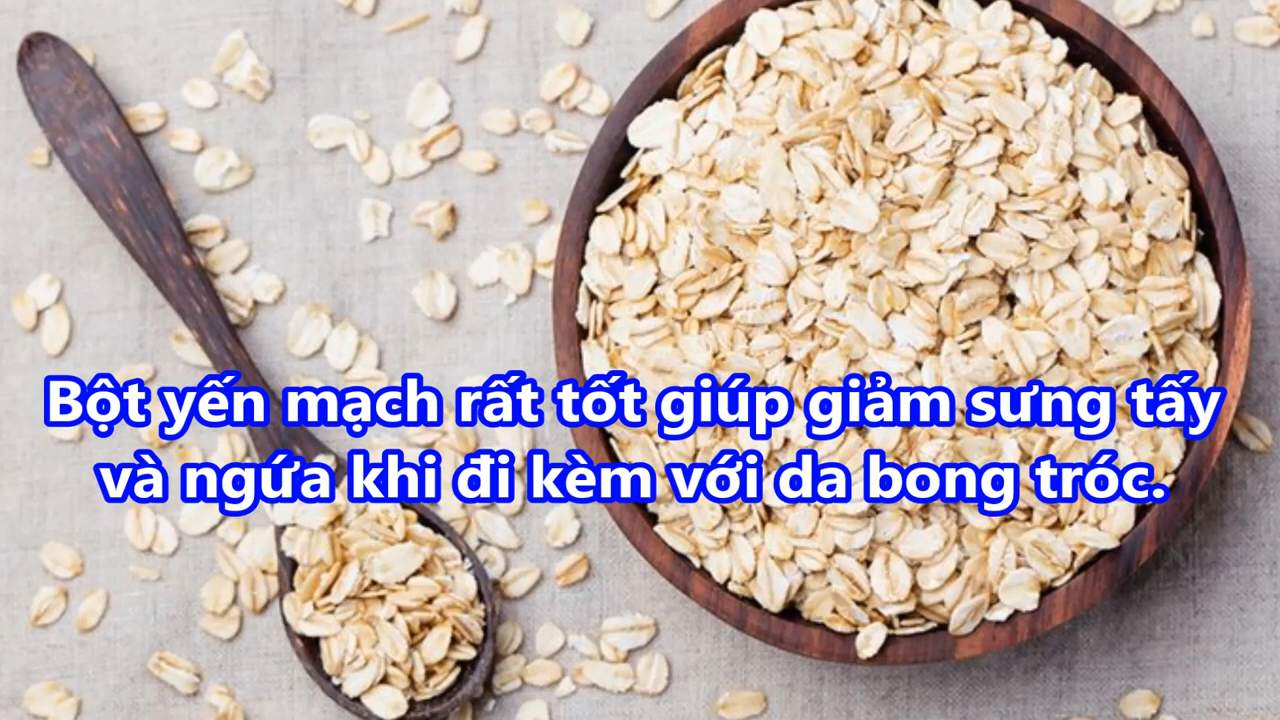 Bột yến mạch rất tốt giúp giảm sưng tấy
và ngứa khi đi kèm với da bong tróc.